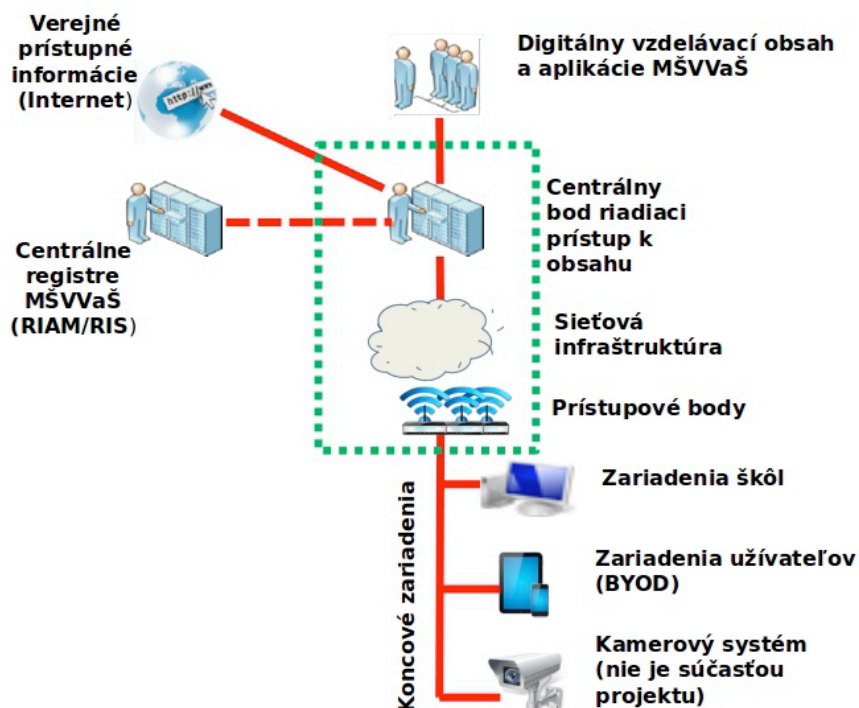 Verejné
prístupné
informácie
(Internet)
http://www
Digitálny vzdelávací obsah
a aplikácie MŠVVaŠ
Centrálne
registre
MŠVVaŠ
(RIAM/RIS)
Centrálny
bod riadiaci
prístup k
obsahu
Sieťová
infraštruktúra
Prístupové body
Koncové zariadenia
Zariadenia škôl
Zariadenia užívateľov
(BYOD)
Kamerový systém
(nie je súčasťou
projektu)